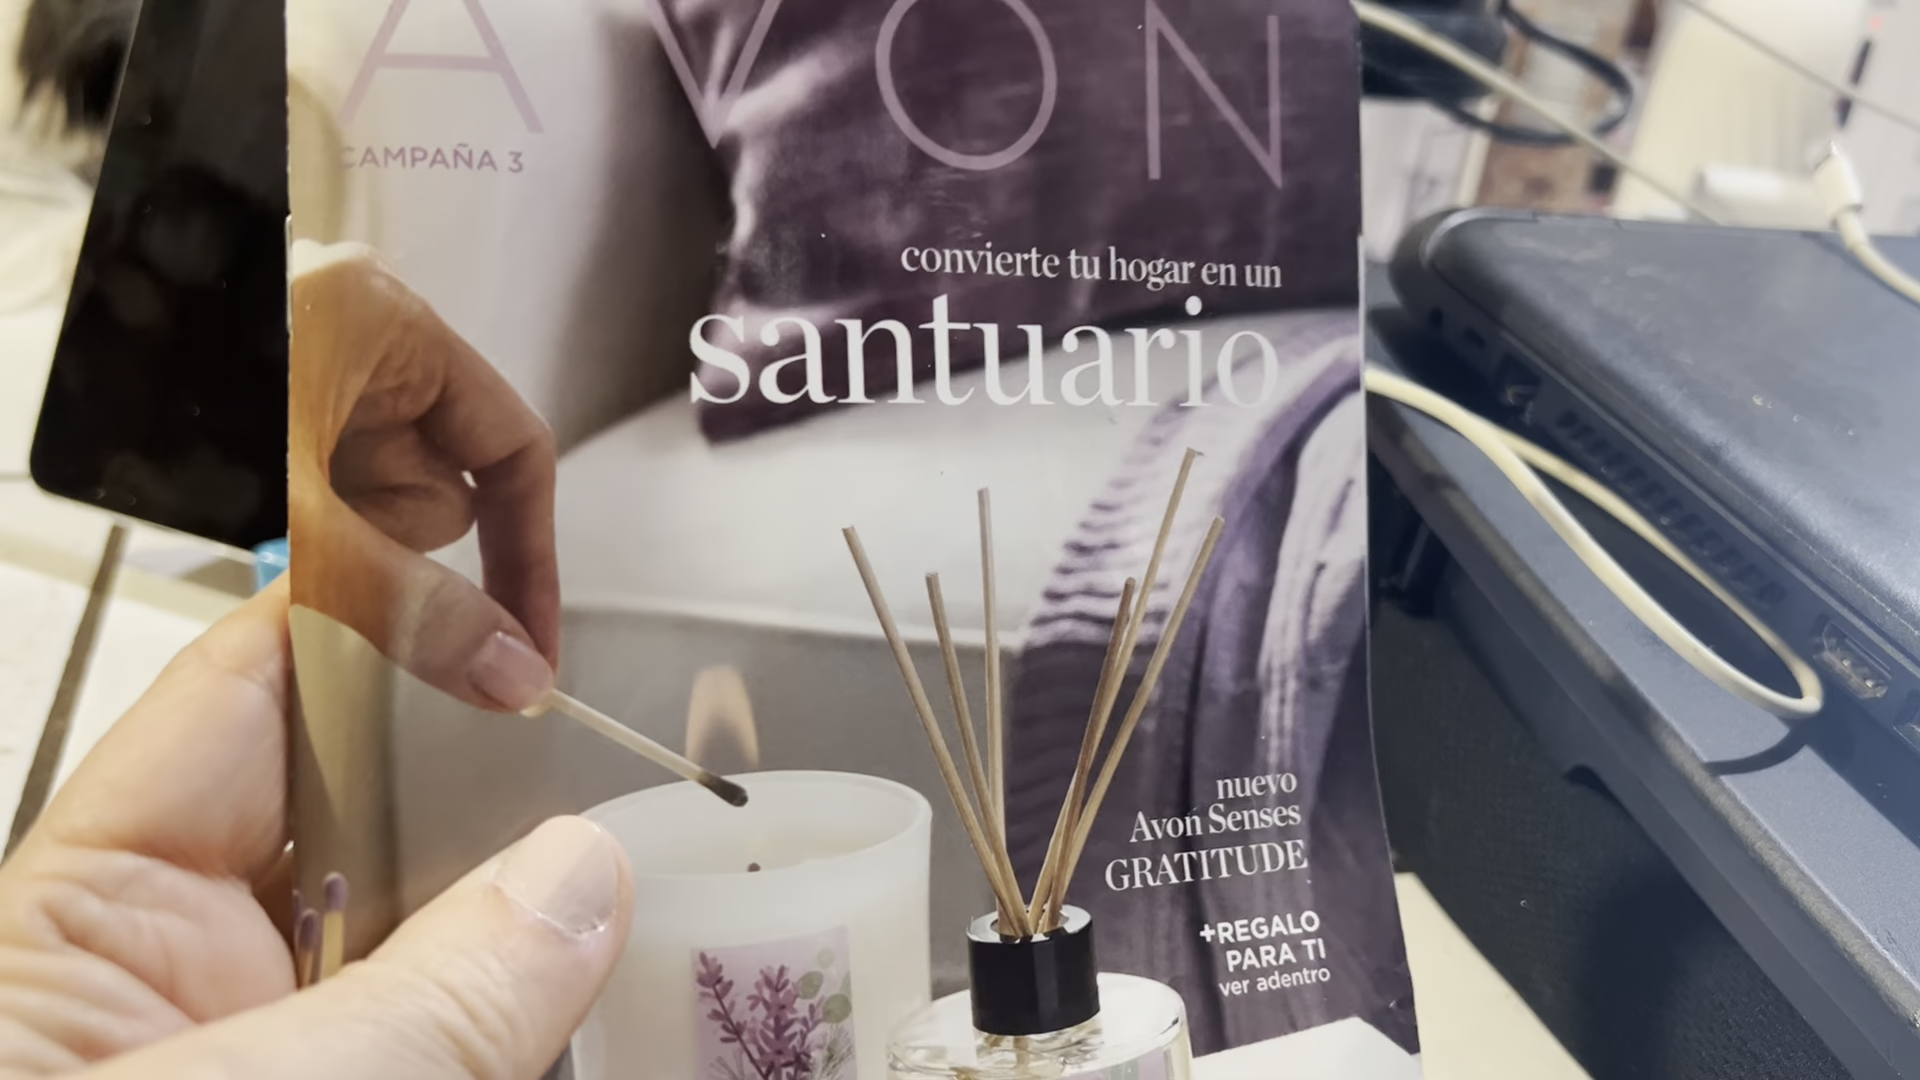 AVON
CAMPAÑA 3
convierte tu hogar en un
santuario
nuevo
Avon Senses
GRATITUDE
+REGALO
PARA TI
ver adentro